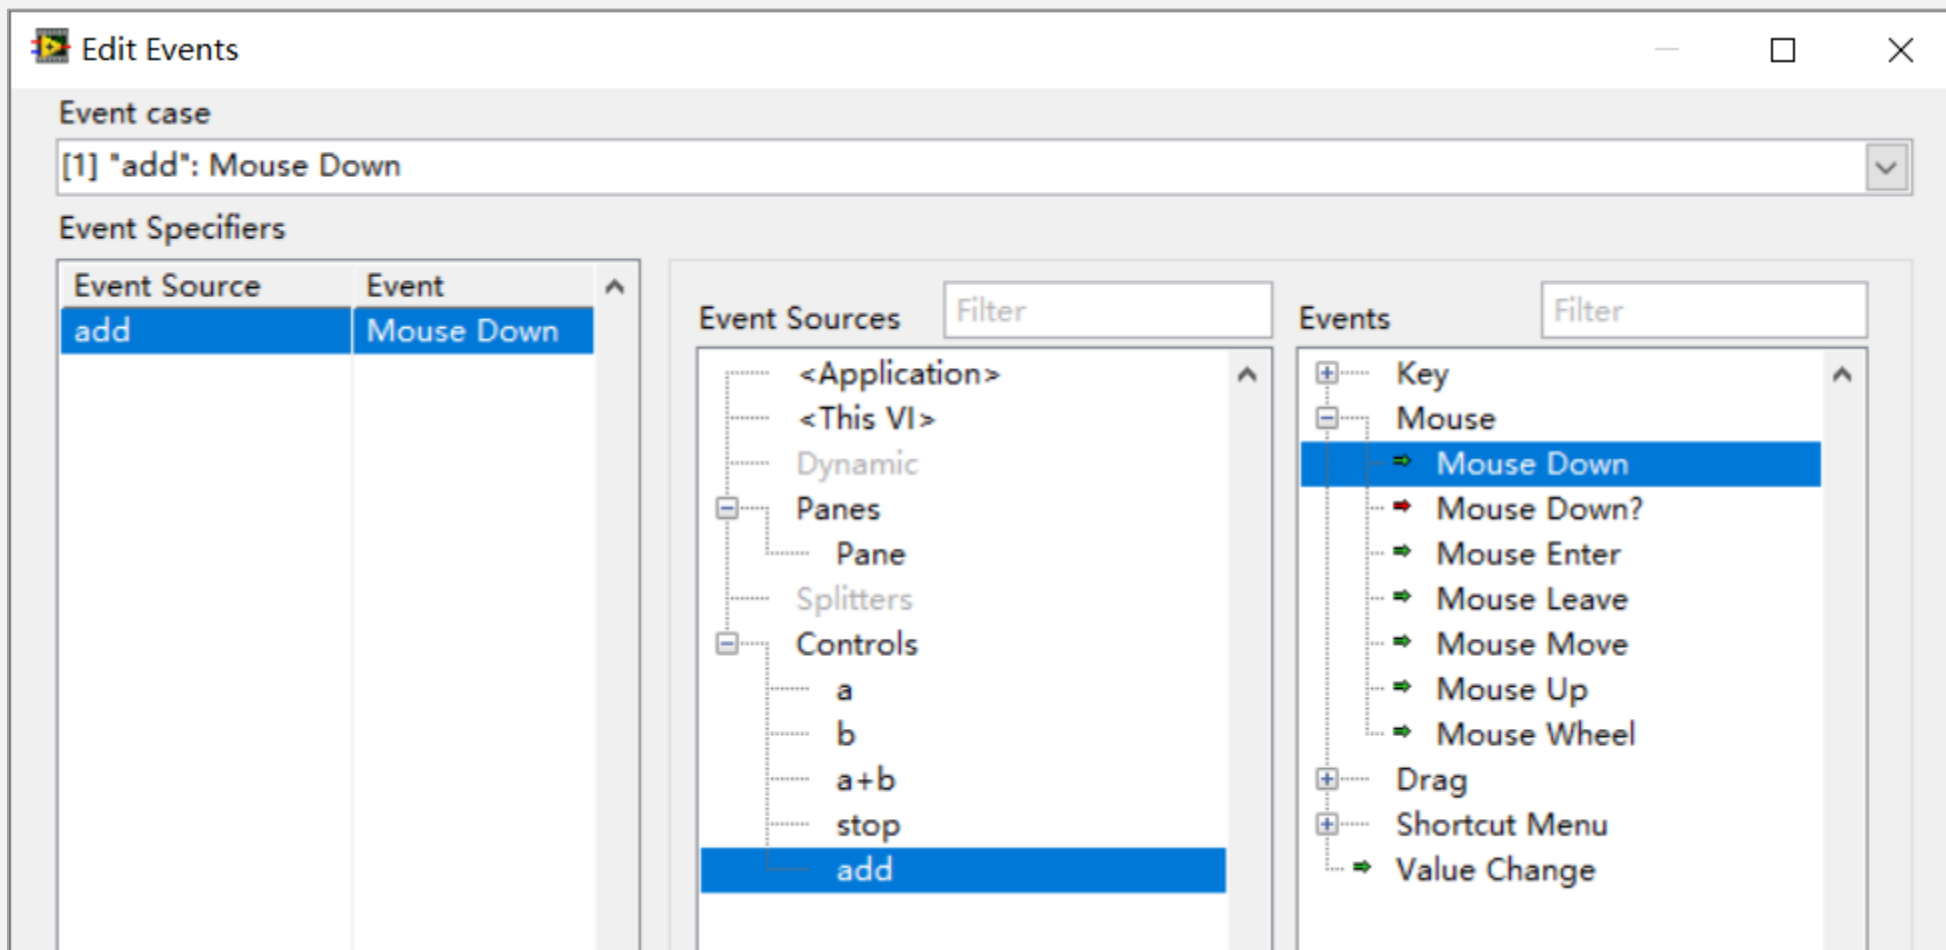 Edit Events
Event case
[1] "add": Mouse Down
Event Specifiers
Event Source Event
add Mouse Down
Event Sources Filter
<Application>
<This VI>
Dynamic
Panes
Pane
Splitters
Controls
a
b
a+b
stop
add
Events Filter
Key
Mouse
Mouse Down
Mouse Down?
Mouse Enter
Mouse Leave
Mouse Move
Mouse Up
Mouse Wheel
Drag
Shortcut Menu
Value Change